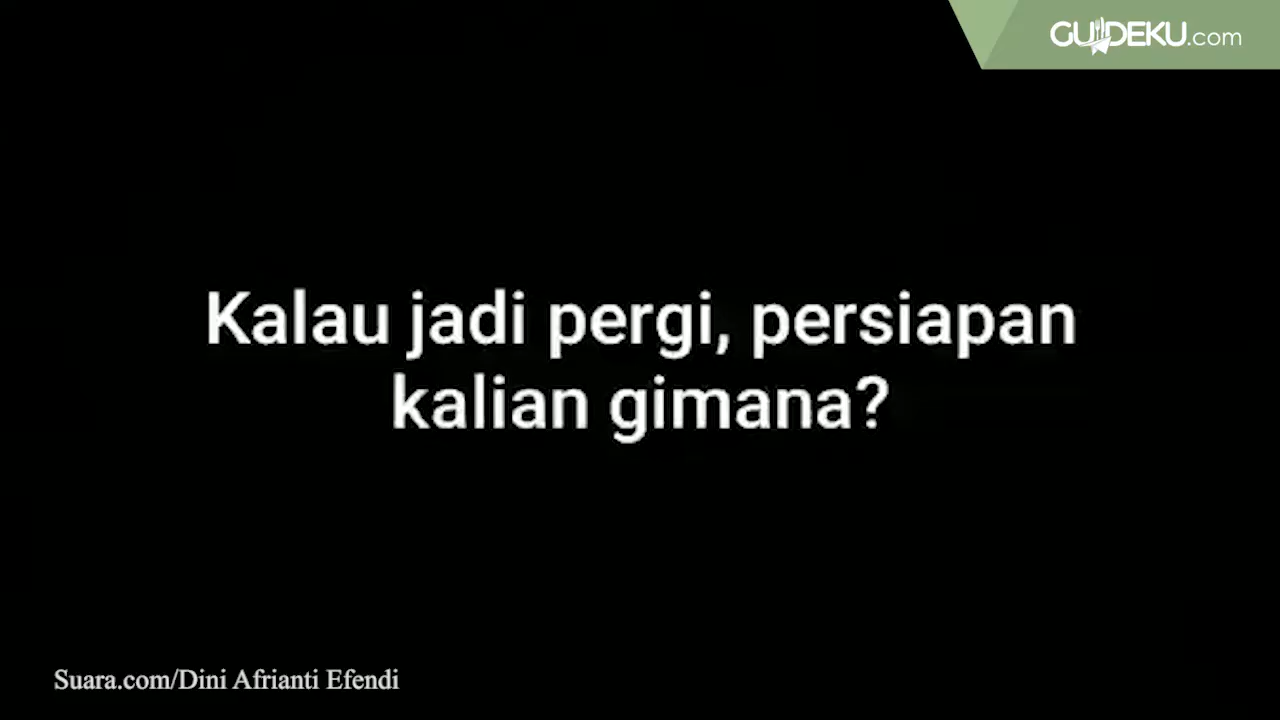 GUIDEKU.com
Kalau jadi pergi, persiapan
kalian gimana?
Suara.com/Dini Afrianti Efendi